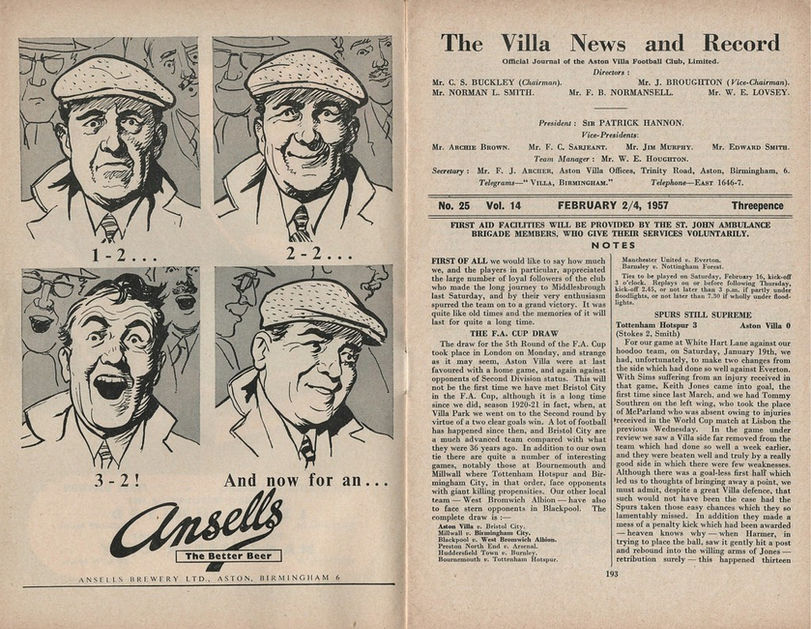 1-2...
2-2...
3-2!
And now for an...
Ansells
The Better Beer
ANSELLS BREWERY LTD., ASTON, BIRMINGHAM 6
The Villa News and Record
Official Journal of the Aston Villa Football Club, Limited.
Directors :
Mr. C. S. BUCKLEY (Chairman). Mr. J. BROUGHTON (Vice-Chairman).
Mr. NORMAN L. SMITH. Mr. F. B. NORMANSELL. Mr. W. E. LOVSEY.
President : SIR PATRICK HANNON.
Vice-Presidents:
Mr. ARCHIE BROWN. Mr. F. C. SARJEANT. Mr. JIM MURPHY. Mr. EDWARD SMITH.
Team Manager : Mr. W. E. HOUGHTON.
Secretary : Mr. F. J. ARCHER, Aston Villa Offices, Trinity Road, Aston, Birmingham, 6.
Telegrams—" VILLA, BIRMINGHAM." Telephone—EAST 1646-7.
No. 25 Vol. 14 FEBRUARY 2/4, 1957 Threepence
FIRST AID FACILITIES WILL BE PROVIDED BY THE ST. JOHN AMBULANCE
BRIGADE MEMBERS, WHO GIVE THEIR SERVICES VOLUNTARILY.
NOTES
FIRST OF ALL we would like to say how much
we, and the players in particular, appreciated
the large number of loyal followers of the club
who made the long journey to Middlesbrough
last Saturday, and by their very enthusiasm
spurred the team on to a grand victory. It was
quite like old times and the memories of it will
last for quite a long time.
THE F.A. CUP DRAW
The draw for the 5th Round of the F.A. Cup
took place in London on Monday, and strange
as it may seem, Aston Villa were at last
favoured with a home game, and again against
opponents of Second Division status. This will
not be the first time we have met Bristol City
in the F.A. Cup, although it is a long time
since we did, season 1920-21 in fact, when, at
Villa Park we went on to the Second round by
virtue of a two clear goals win. A lot of football
has happened since then, and Bristol City are
a much advanced team compared with what
they were 36 years ago. In addition to our own
tie there are quite a number of interesting
games, notably those at Bournemouth and
Millwall where Tottenham Hotspur and Bir-
mingham City, in that order, face opponents
with giant killing propensities. Our other local
team — West Bromwich Albion — have also
to face stern opponents in Blackpool. The
complete draw is :—
Aston Villa v. Bristol City.
Millwall v. Birmingham City.
Blackpool v. West Bromwich Albion.
Preston North End v. Arsenal.
Huddersfield Town v. Burnley.
Bournemouth v. Tottenham Hotspur.
Manchester United v. Everton.
Barnsley v. Nottingham Forest.
Ties to be played on Saturday, February 16, kick-off
3 o'clock. Replays on or before following Thursday,
kick-off 2.45, or not later than 3 p.m. if partly under
floodlights, or not later than 7.30 if wholly under flood-
lights.
SPURS STILL SUPREME
Tottenham Hotspur 3 Aston Villa 0
(Stokes 2, Smith)
For our game at White Hart Lane against our
hoodoo team, on Saturday, January 19th, we
had, unfortunately, to make two changes from
the side which had done so well against Everton.
With Sims suffering from an injury received in
that game, Keith Jones came into goal, the
first time since last March, and we had Tommy
Southren on the left wing, who took the place
of McParland who was absent owing to injuries
received in the World Cup match at Lisbon the
previous Wednesday. In the game under
review we saw a Villa side far removed from the
team which had done so well a week earlier,
and they were beaten well and truly by a really
good side in which there were few weaknesses.
Although there was a goal-less first half which
led us to thoughts of bringing away a point, we
must admit, despite a great Villa defence, that
such would not have been the case had the
Spurs taken those easy chances which they so
lamentably missed. In addition they made a
mess of a penalty kick which had been awarded
— heaven knows why — when Harmer, in
trying to place the ball, saw it gently hit a post
and rebound into the willing arms of Jones —
retribution surely — this happened thirteen
193